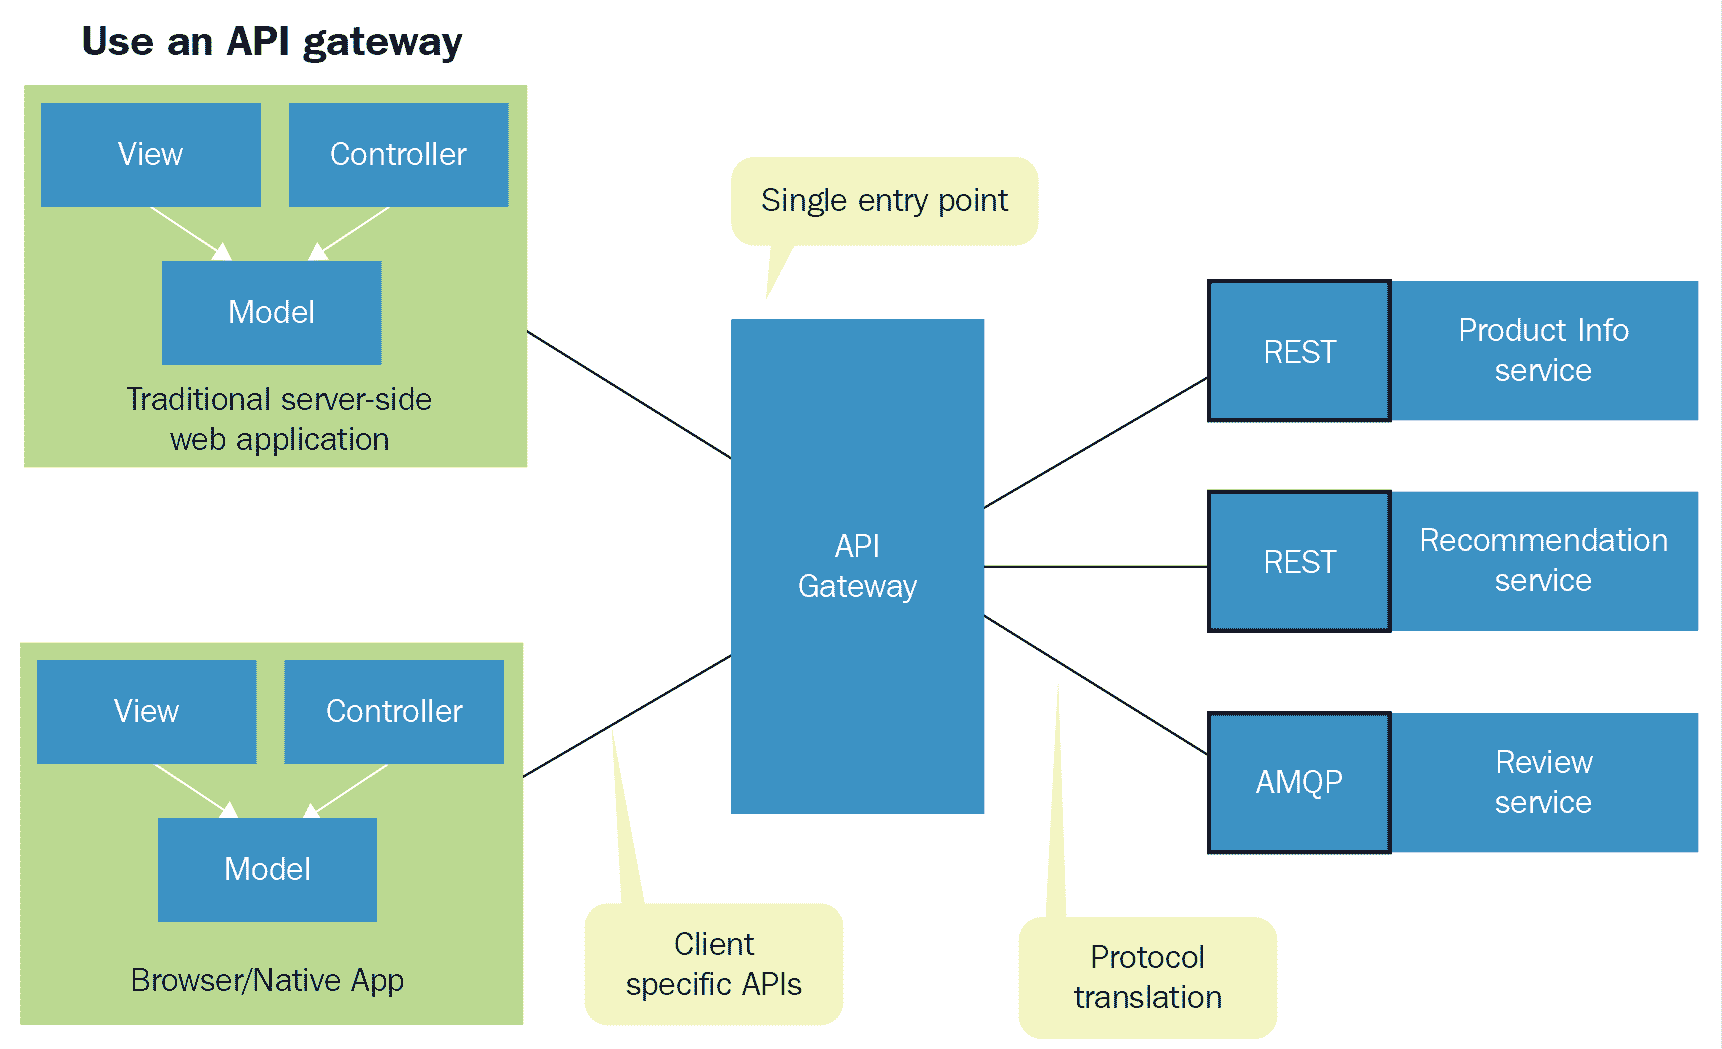 Use an API gateway
View
Controller
Model
Traditional server-side
web application
Single entry point
API
Gateway
REST
Product Info
service
REST
Recommendation
service
AMQP
Review
service
View
Controller
Model
Browser/Native App
Client
specific APIs
Protocol
translation